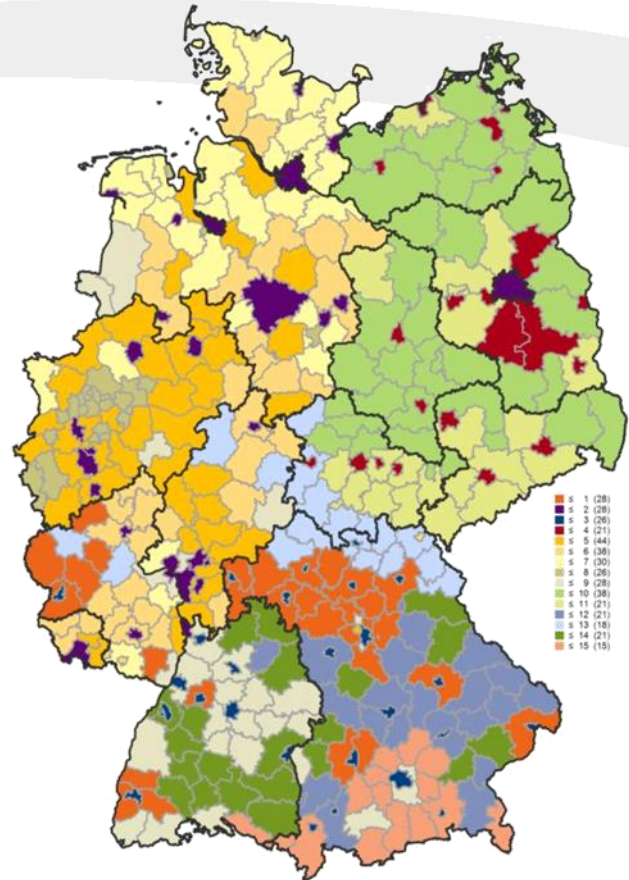 ≤ 1 (28)
≤ 2 (28)
≤ 3 (26)
≤ 4 (21)
≤ 5 (44)
≤ 6 (38)
≤ 7 (30)
≤ 8 (26)
≤ 9 (28)
≤ 10 (38)
≤ 11 (21)
≤ 12 (21)
≤ 13 (18)
≤ 14 (21)
≤ 15 (15)